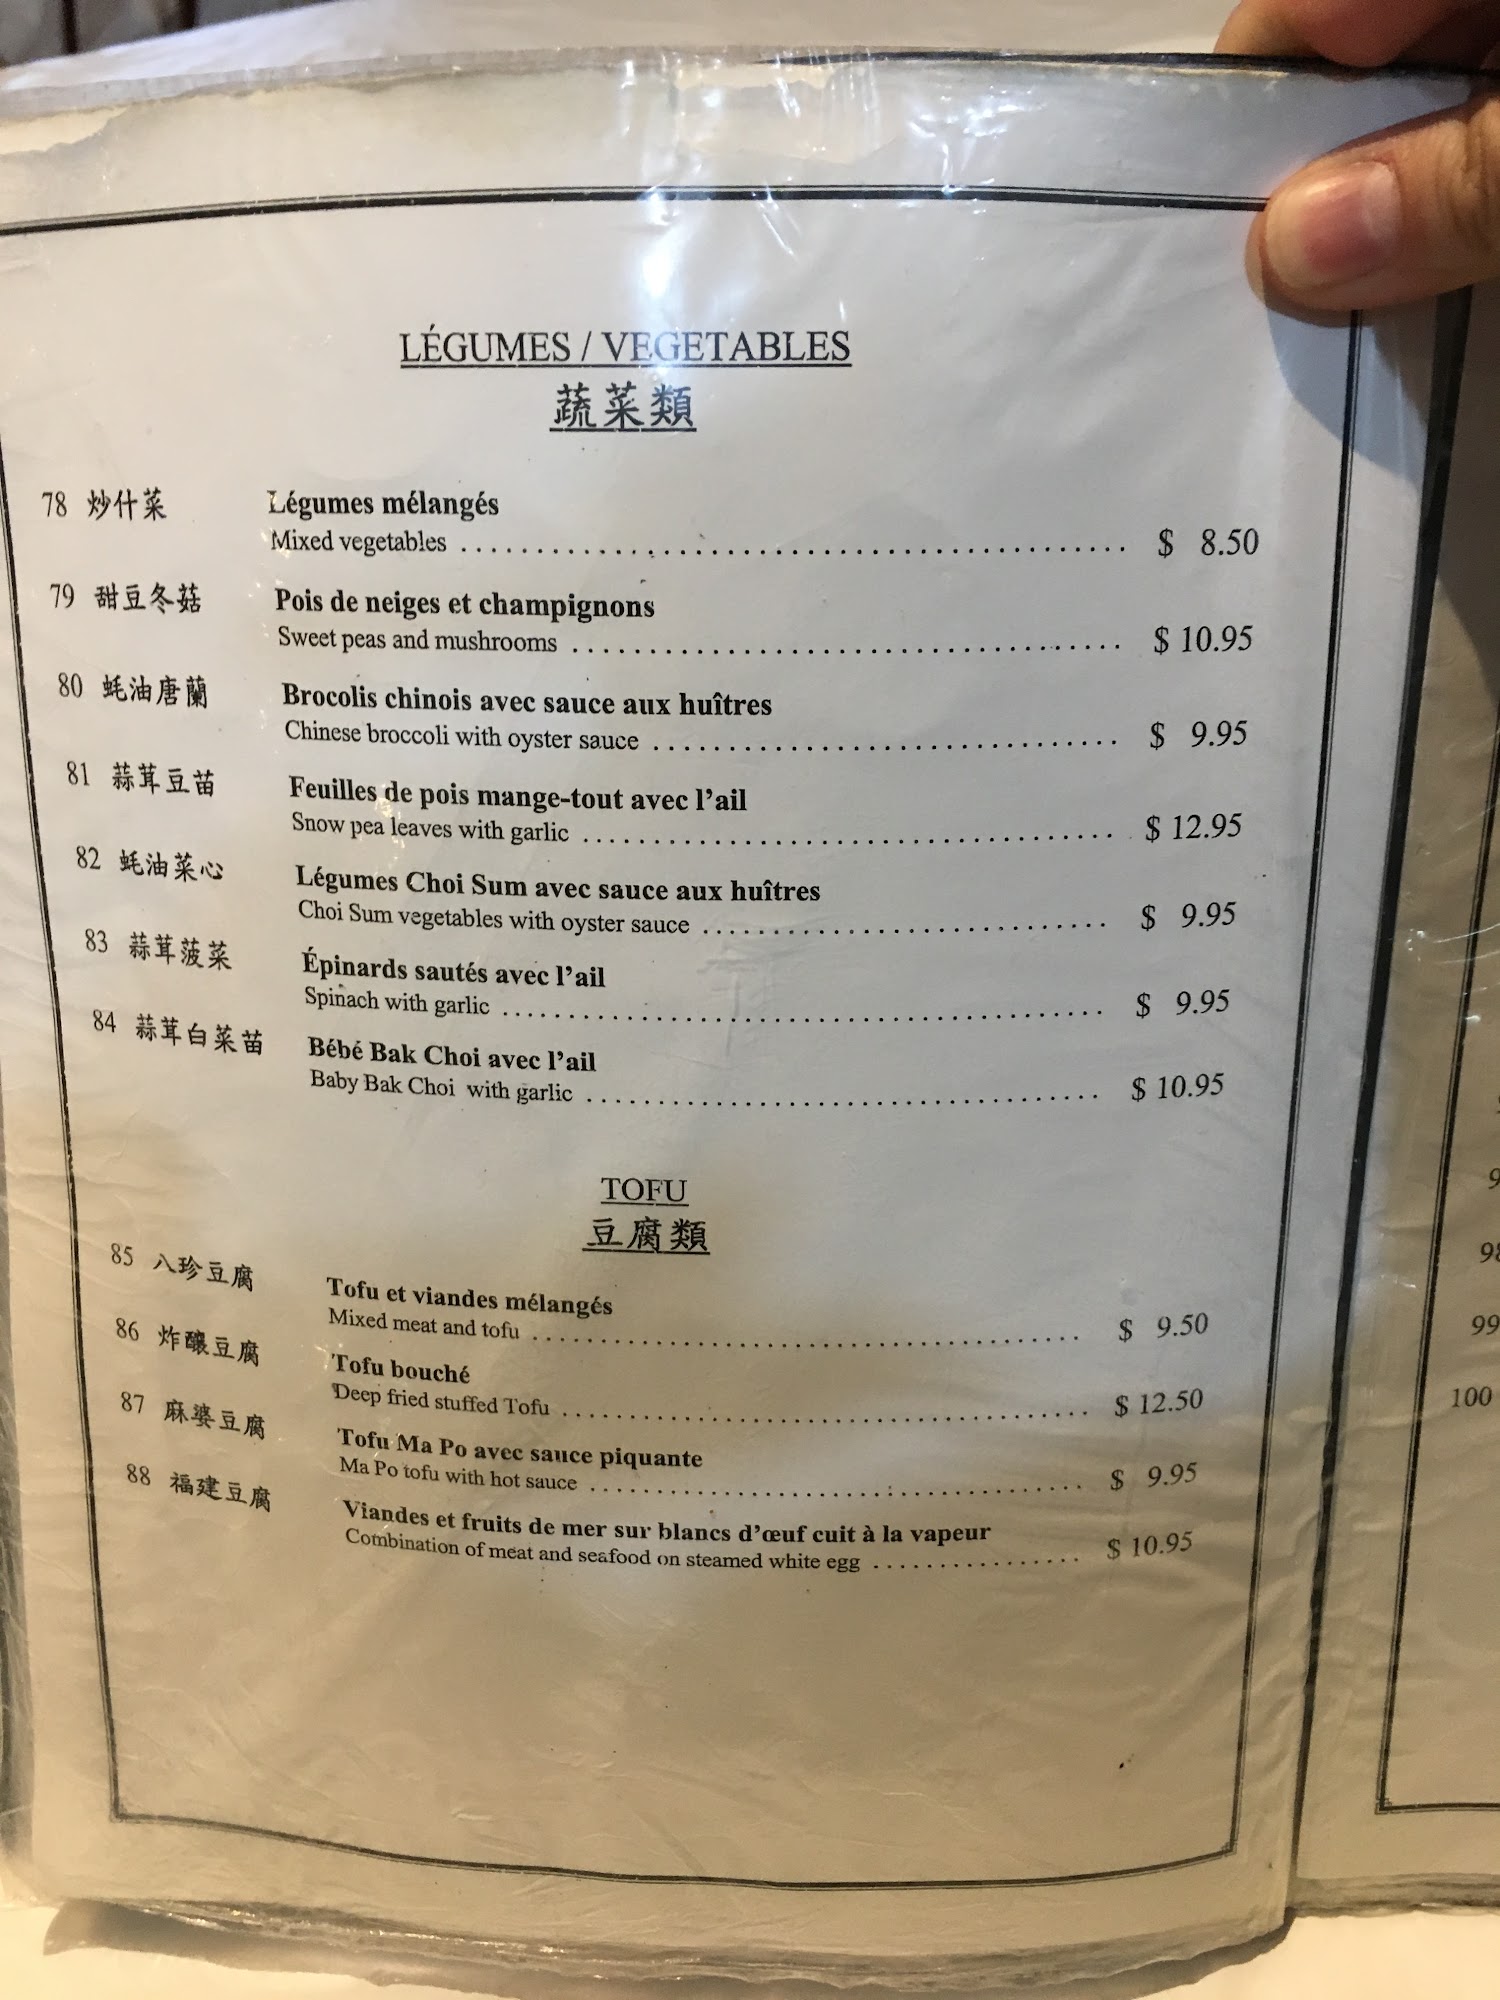 LÉGUMES / VEGETABLES
蔬菜類
78 炒什菜 Légumes mélangés
Mixed vegetables $ 8.50
79 甜豆冬菇 Pois de neiges et champignons
Sweet peas and mushrooms $ 10.95
80 蚝油唐蘭 Brocolis chinois avec sauce aux huîtres
Chinese broccoli with oyster sauce $ 9.95
81 蒜茸豆苗 Feuilles de pois mange-tout avec l'ail
Snow pea leaves with garlic $ 12.95
82 蚝油菜心 Légumes Choi Sum avec sauce aux huîtres
Choi Sum vegetables with oyster sauce $ 9.95
83 蒜茸菠菜 Épinards sautés avec l'ail
Spinach with garlic $ 9.95
84 蒜茸白菜苗 Bébé Bak Choi avec l'ail
Baby Bak Choi with garlic $ 10.95
TOFU
豆腐類
85 八珍豆腐 Tofu et viandes mélangés
Mixed meat and tofu $ 9.50
86 炸釀豆腐 Tofu bouché
Deep fried stuffed Tofu $ 12.50
87 麻婆豆腐 Tofu Ma Po avec sauce piquante
Ma Po tofu with hot sauce $ 9.95
88 福建豆腐 Viandes et fruits de mer sur blancs d'œuf cuit à la vapeur
Combination of meat and seafood on steamed white egg $ 10.95
98
99
100